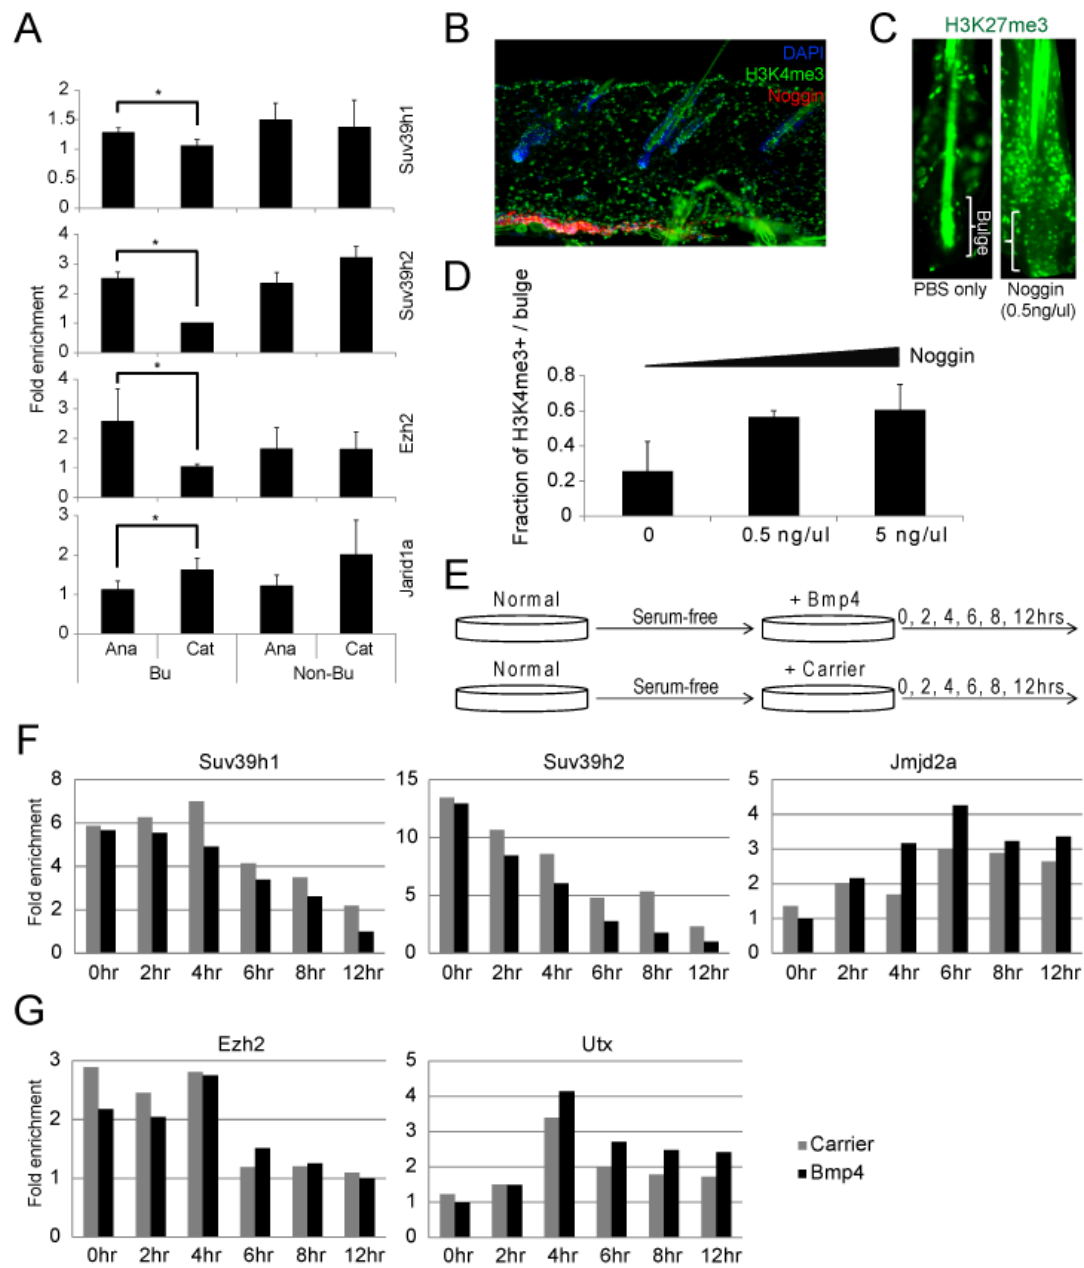 A
Fold enrichment
2
1.5
1
0.5
0
*
Suv39h1
4
3
2
1
0
*
Suv39h2
4
3
2
1
0
*
Ezh2
3
2
1
0
*
Jarid1a
Ana Cat Ana Cat
Bu Non-Bu
B
DAPI
H3K4me3
Noggin
C
H3K27me3
Bulge
PBS only
Noggin
(0.5ng/ul)
D
Noggin
Fraction of H3K4me3+ / bulge
0.8
0.6
0.4
0.2
0
0 0.5 ng/ul 5 ng/ul
E
Normal Serum-free + Bmp4 0, 2, 4, 6, 8, 12hrs
Normal Serum-free + Carrier 0, 2, 4, 6, 8, 12hrs
F
Suv39h1
Fold enrichment
8
6
4
2
0
0hr 2hr 4hr 6hr 8hr 12hr
Suv39h2
15
10
5
0
0hr 2hr 4hr 6hr 8hr 12hr
Jmjd2a
5
4
3
2
1
0
0hr 2hr 4hr 6hr 8hr 12hr
G
Ezh2
Fold enrichment
3
2
1
0
0hr 2hr 4hr 6hr 8hr 12hr
Utx
5
4
3
2
1
0
0hr 2hr 4hr 6hr 8hr 12hr
Carrier
Bmp4